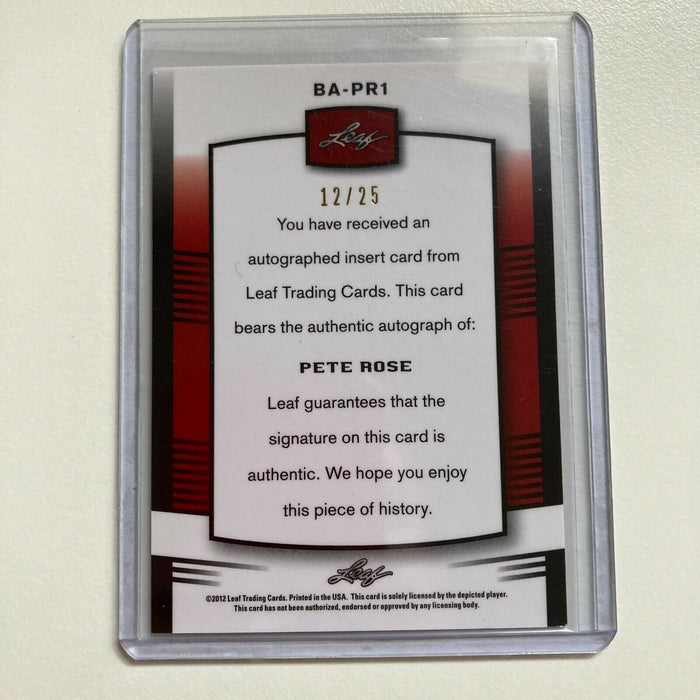 BA-PR1
Leaf
12/25
You have received an
autographed insert card from
Leaf Trading Cards. This card
bears the authentic autograph of:
PETE ROSE
Leaf guarantees that the
signature on this card is
authentic. We hope you enjoy
this piece of history.
Leaf
©2012 Leaf Trading Cards. Printed in the USA. This card is solely licensed by the depicted player.
This card has not been authorized, endorsed or approved by any licensing body.